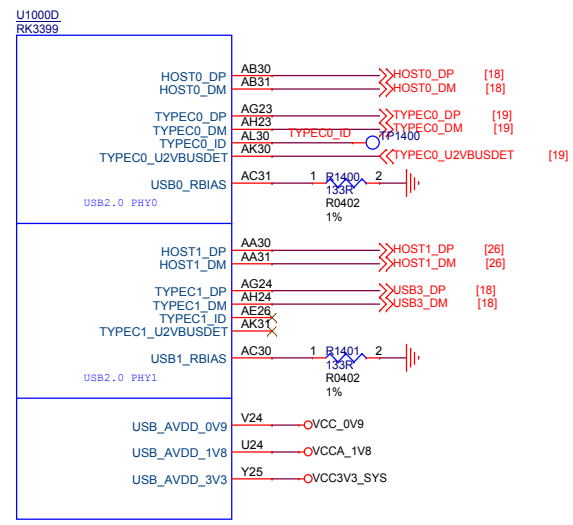 U1000D
RK3399
HOST0_DP AB30 HOST0_DP [18]
HOST0_DM AB31 HOST0_DM [18]
TYPEC0_DP AG23 TYPEC0_DP [19]
TYPEC0_DM AH23 TYPEC0_DM [19]
TYPEC0_ID AL30 TYPEC0_ID TP1400
TYPEC0_U2VBUSDET AK30 TYPEC0_U2VBUSDET [19]
USB0_RBIAS AC31 1 R1400 2
133R
USB2.0 PHY0 R0402
1%
HOST1_DP AA30 HOST1_DP [26]
HOST1_DM AA31 HOST1_DM [26]
TYPEC1_DP AG24 USB3_DP [18]
TYPEC1_DM AH24 USB3_DM [18]
TYPEC1_ID AE26
TYPEC1_U2VBUSDET AK31
USB1_RBIAS AC30 1 R1401 2
133R
USB2.0 PHY1 R0402
1%
USB_AVDD_0V9 V24 VCC_0V9
USB_AVDD_1V8 U24 VCCA_1V8
USB_AVDD_3V3 Y25 VCC3V3_SYS